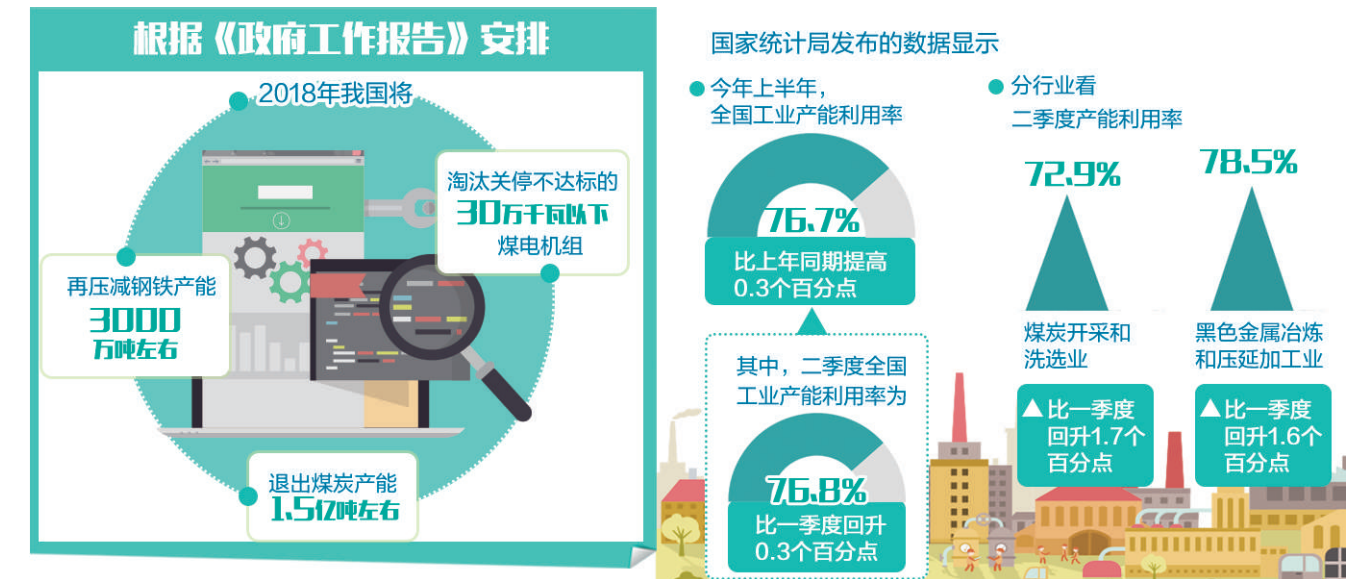 根据《政府工作报告》安排
2018年我国将
淘汰关停不达标的
30万千瓦以下
煤电机组
再压减钢铁产能
3000
万吨左右
退出煤炭产能
1.5亿吨左右
国家统计局发布的数据显示
今年上半年，
全国工业产能利用率
76.7%
比上年同期提高
0.3个百分点
其中，二季度全国
工业产能利用率为
76.8%
比一季度回升
0.3个百分点
分行业看
二季度产能利用率
72.9%
煤炭开采和
洗选业
比一季度
回升1.7个
百分点
78.5%
黑色金属冶炼
和压延加工业
比一季度
回升1.6个
百分点